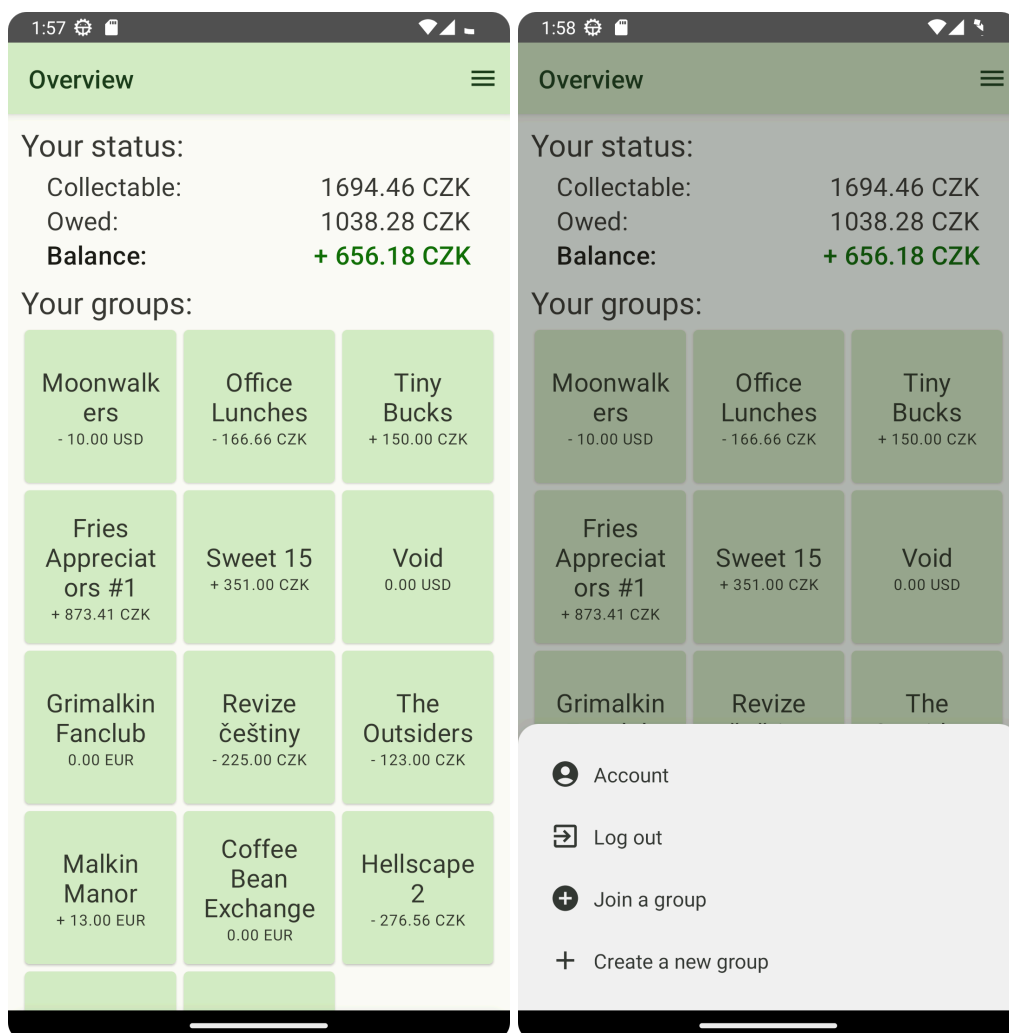 1:57
Overview
Your status:
Collectable: 1694.46 CZK
Owed: 1038.28 CZK
Balance: + 656.18 CZK
Your groups:
Moonwalk
ers
- 10.00 USD
Office
Lunches
- 166.66 CZK
Tiny
Bucks
+ 150.00 CZK
Fries
Appreciat
ors #1
+ 873.41 CZK
Sweet 15
+ 351.00 CZK
Void
0.00 USD
Grimalkin
Fanclub
0.00 EUR
Revize
češtiny
- 225.00 CZK
The
Outsiders
- 123.00 CZK
Malkin
Manor
+ 13.00 EUR
Coffee
Bean
Exchange
0.00 EUR
Hellscape
2
- 276.56 CZK
1:58
Overview
Your status:
Collectable: 1694.46 CZK
Owed: 1038.28 CZK
Balance: + 656.18 CZK
Your groups:
Moonwalk
ers
- 10.00 USD
Office
Lunches
- 166.66 CZK
Tiny
Bucks
+ 150.00 CZK
Fries
Appreciat
ors #1
+ 873.41 CZK
Sweet 15
+ 351.00 CZK
Void
0.00 USD
Grimalkin
Revize
The
Account
Log out
Join a group
Create a new group